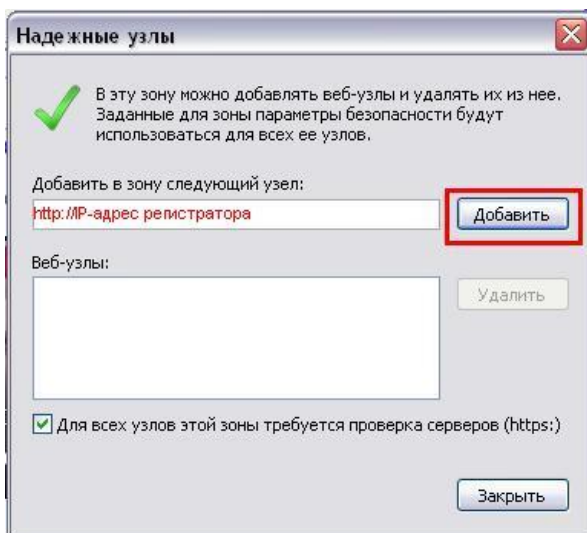 Надежные узлы
В эту зону можно добавлять веб-узлы и удалять их из нее.
Заданные для зоны параметры безопасности будут
использоваться для всех ее узлов.
Добавить в зону следующий узел:
http://IP-адрес регистратора
Добавить
Веб-узлы:
Удалить
Для всех узлов этой зоны требуется проверка серверов (https:)
Закрыть